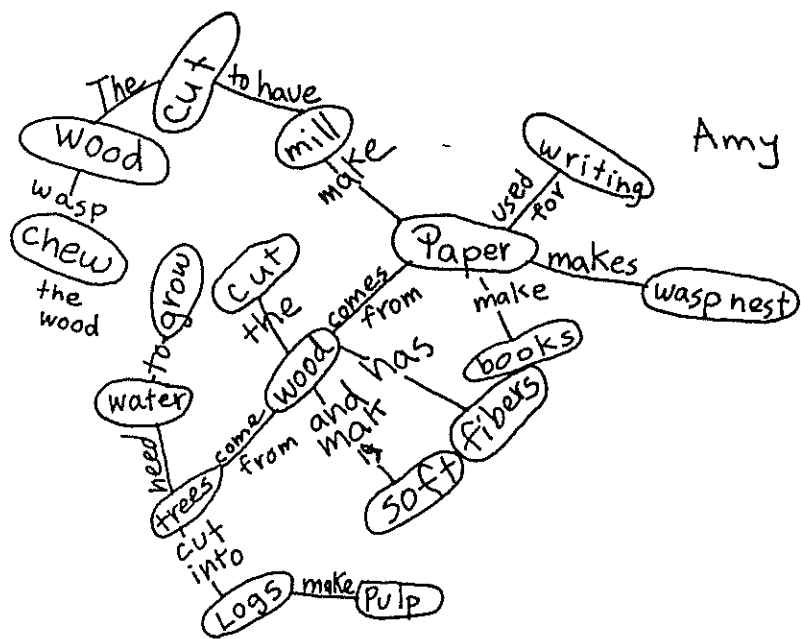 The
cut
to have
mill
make
wood
wasp
chew
the
wood
Amy
writing
used
for
Paper
makes
wasp nest
make
books
comes
from
cut
the
wood
has
fibers
and
mak
is
soft
grow
to
water
need
trees
come
from
cut
into
Logs
make
Pulp